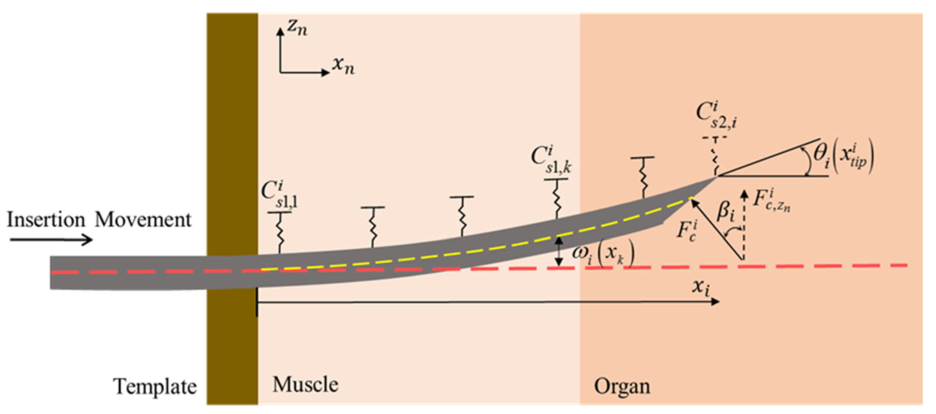 z_n
x_n
C^i_{s2,i}
C^i_{s1,k}
θ_i(x^i_{tip})
C^i_{s1,1}
Insertion Movement
F^i_c
β_i
F^i_{c,z_n}
ω_i(x_k)
x_i
Template
Muscle
Organ